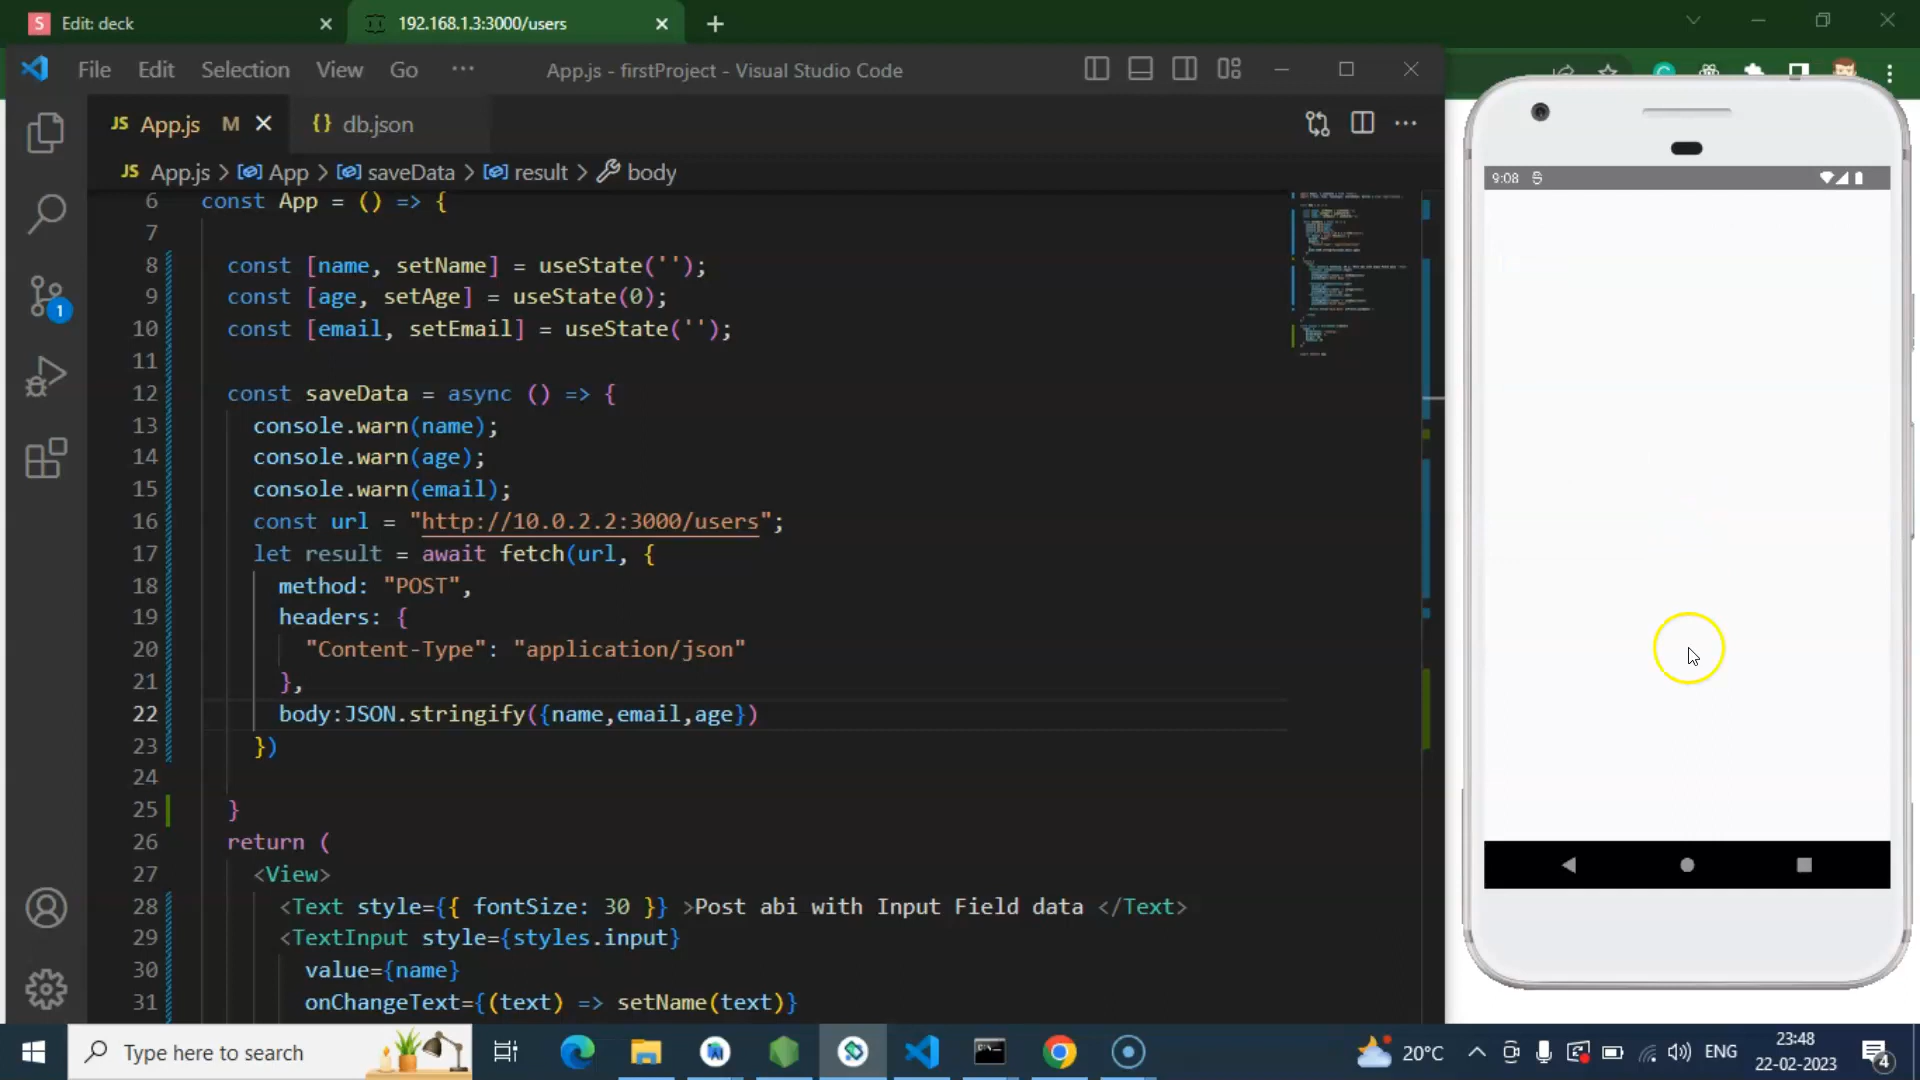 S Edit: deck
192.168.1.3:3000/users
File Edit Selection View Go ··· App.js - firstProject - Visual Studio Code
JS App.js M
{} db.json
JS App.js > App > saveData > result > body
6 const App = () => {
7
8 const [name, setName] = useState('');
9 const [age, setAge] = useState(0);
10 const [email, setEmail] = useState('');
11
12 const saveData = async () => {
13 console.warn(name);
14 console.warn(age);
15 console.warn(email);
16 const url = "http://10.0.2.2:3000/users";
17 let result = await fetch(url, {
18 method: "POST",
19 headers: {
20 "Content-Type": "application/json"
21 },
22 body:JSON.stringify({name,email,age})
23 })
24
25 }
26 return (
27 <View>
28 <Text style={{ fontSize: 30 }} >Post abi with Input Field data </Text>
29 <TextInput style={styles.input}
30 value={name}
31 onChangeText={(text) => setName(text)}
1
9:08
Type here to search
20°C
ENG
23:48
22-02-2023
4